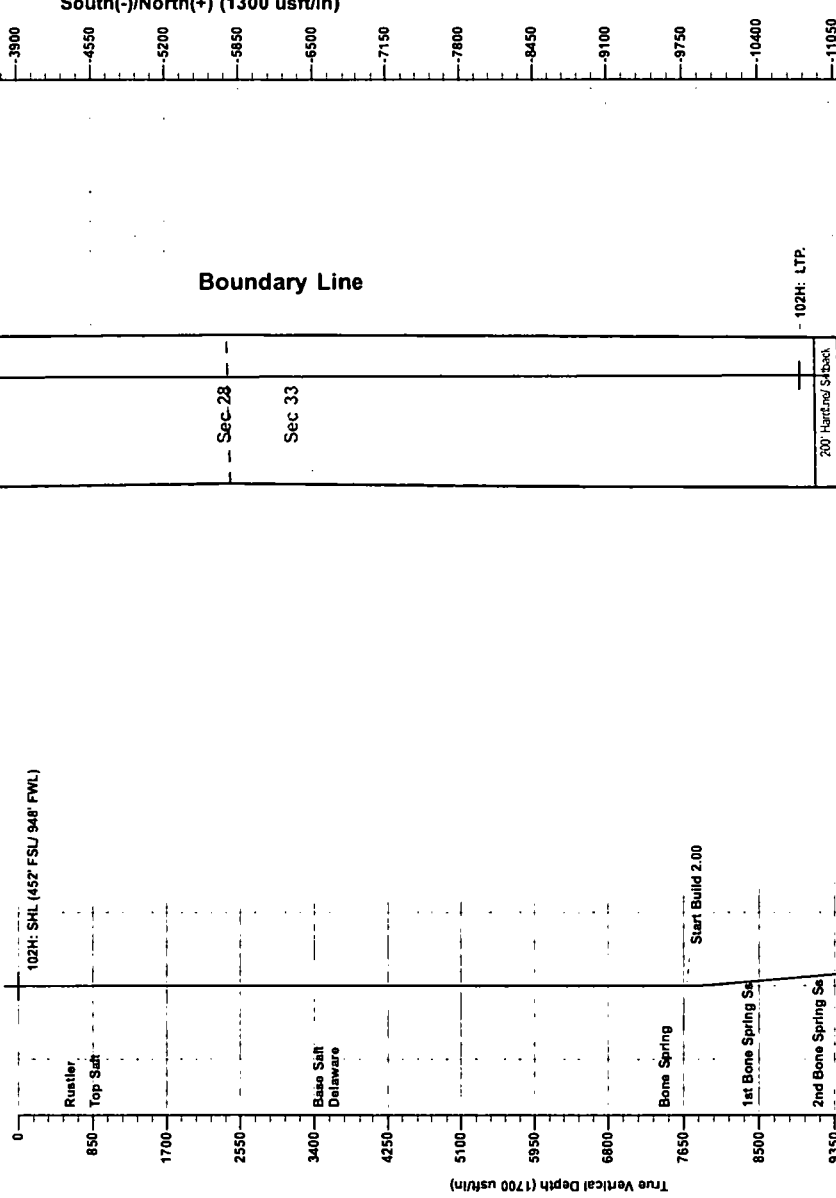 South(-)/North(+) (1300 usft/in)
-3900
-4550
-5200
-5850
-6500
-7150
-7800
-8450
-9100
-9750
-10400
-11050
Boundary Line
Sec 28
Sec 33
102H: LTP.
200' Hardline/ Setback
102H: SHL (452' FSL/ 948' FWL)
Start Build 2.00
Rustler
Top Salt
Base Salt
Delaware
Bone Spring
1st Bone Spring Ss
2nd Bone Spring Ss
0
850
1700
2550
3400
4250
5100
5950
6800
7650
8500
9350
True Vertical Depth (1700 usft/in)